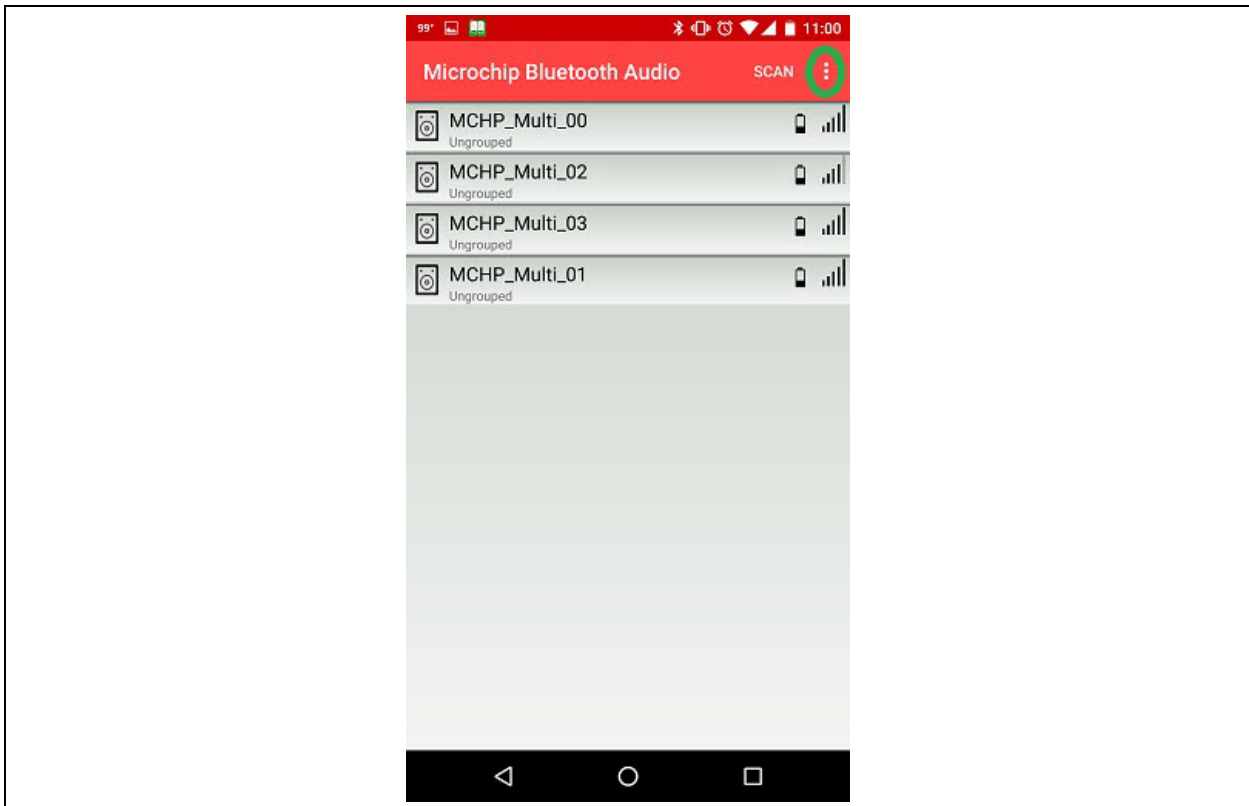 99° 11:00
Microchip Bluetooth Audio SCAN
MCHP_Multi_00
Ungrouped
MCHP_Multi_02
Ungrouped
MCHP_Multi_03
Ungrouped
MCHP_Multi_01
Ungrouped